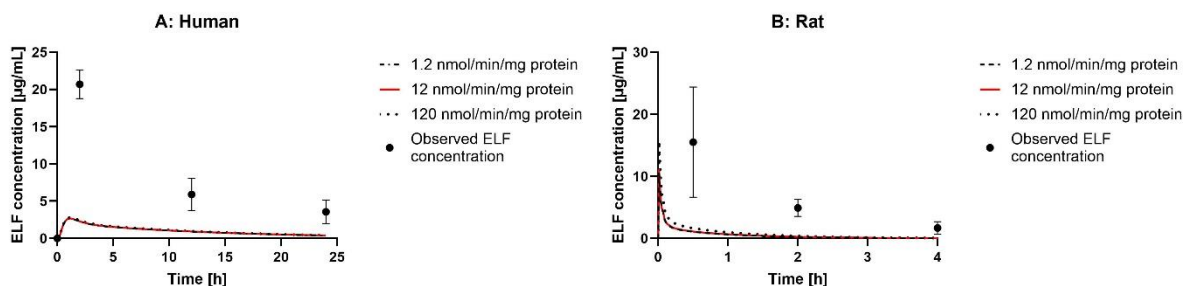 A: Human
ELF concentration [µg/mL]
25
20
15
10
5
0
0
5
10
15
20
25
Time [h]
1.2 nmol/min/mg protein
12 nmol/min/mg protein
120 nmol/min/mg protein
Observed ELF
concentration
B: Rat
ELF concentration [µg/mL]
30
20
10
0
0
1
2
3
4
Time [h]
1.2 nmol/min/mg protein
12 nmol/min/mg protein
120 nmol/min/mg protein
Observed ELF
concentration